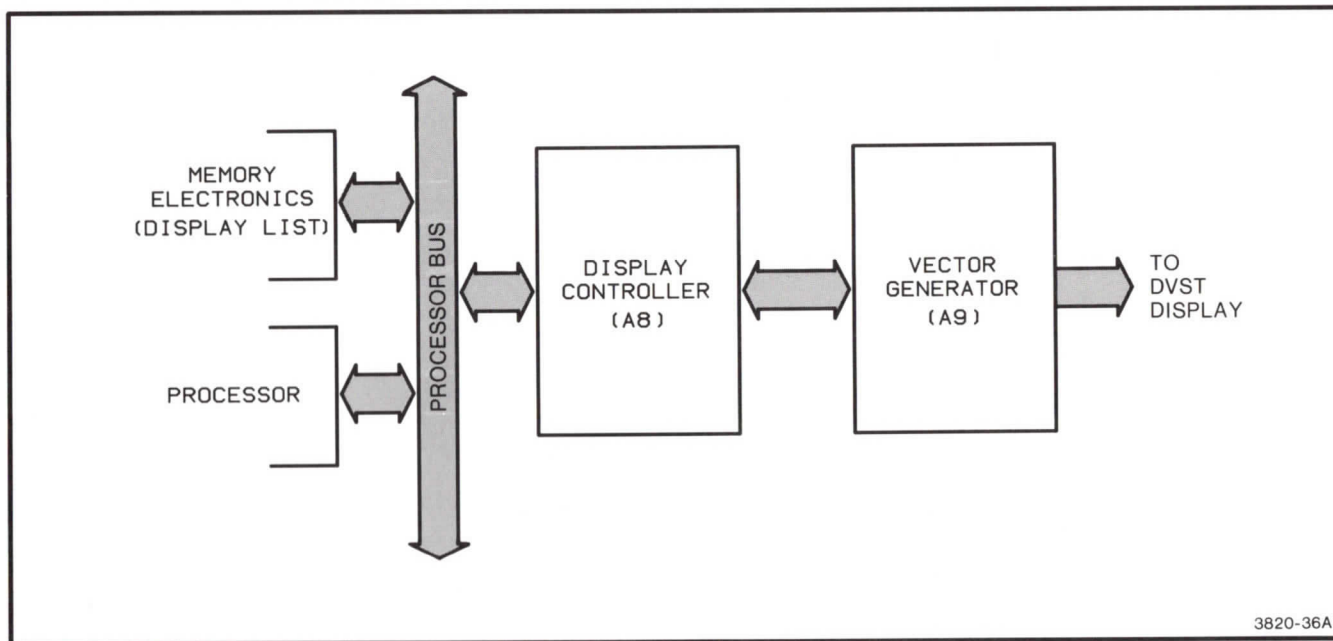 MEMORY
ELECTRONICS
(DISPLAY LIST)
PROCESSOR
PROCESSOR BUS
DISPLAY
CONTROLLER
(A8)
VECTOR
GENERATOR
(A9)
TO
DVST
DISPLAY
3820-36A